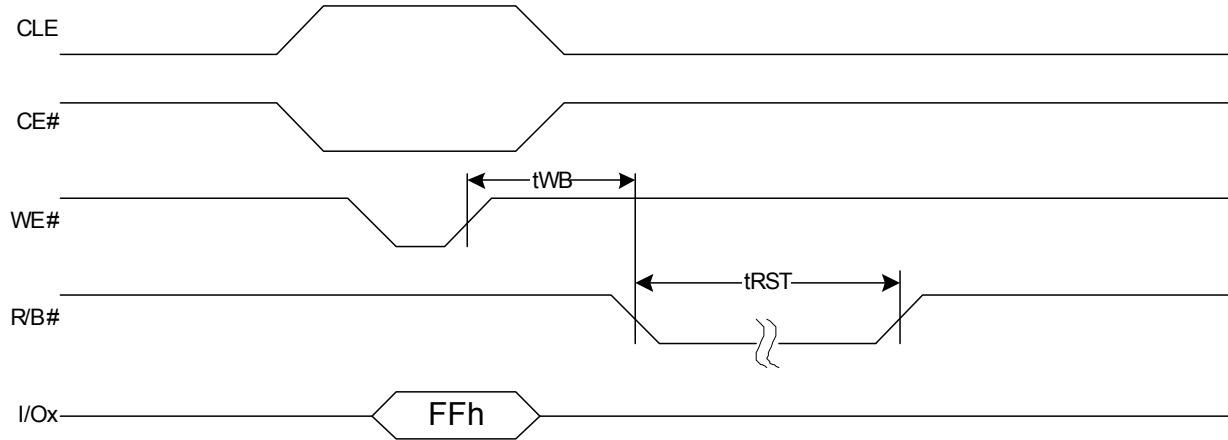 CLE
CE#
tWB
WE#
tRST
R/B#
I/Ox
FFh